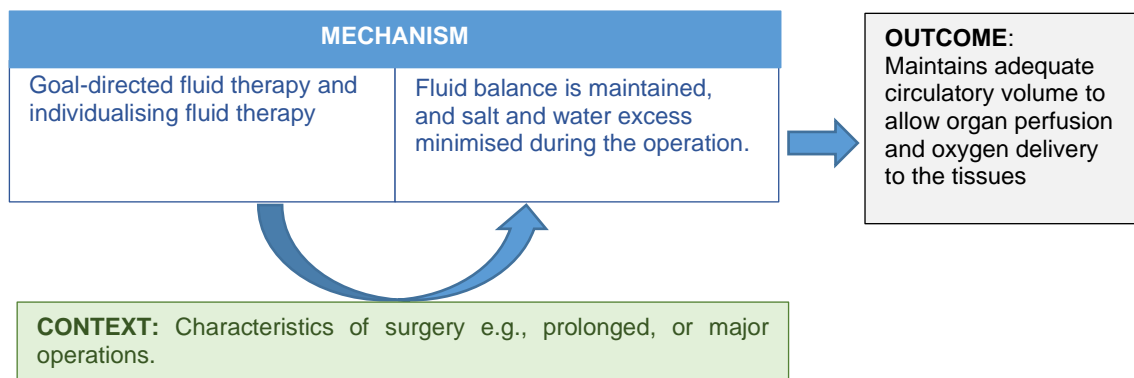 MECHANISM
Goal-directed fluid therapy and
individualising fluid therapy
Fluid balance is maintained,
and salt and water excess
minimised during the operation.
OUTCOME:
Maintains adequate
circulatory volume to
allow organ perfusion
and oxygen delivery
to the tissues
CONTEXT: Characteristics of surgery e.g., prolonged, or major
operations.